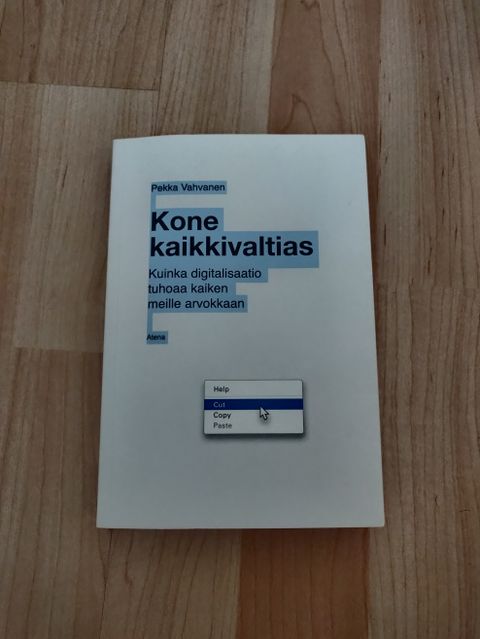 Pekka Vahvanen
Kone
kaikkivaltias
Kuinka digitalisaatio
tuhoaa kaiken
meille arvokkaan
Atena
Help
Cut
Copy
Paste